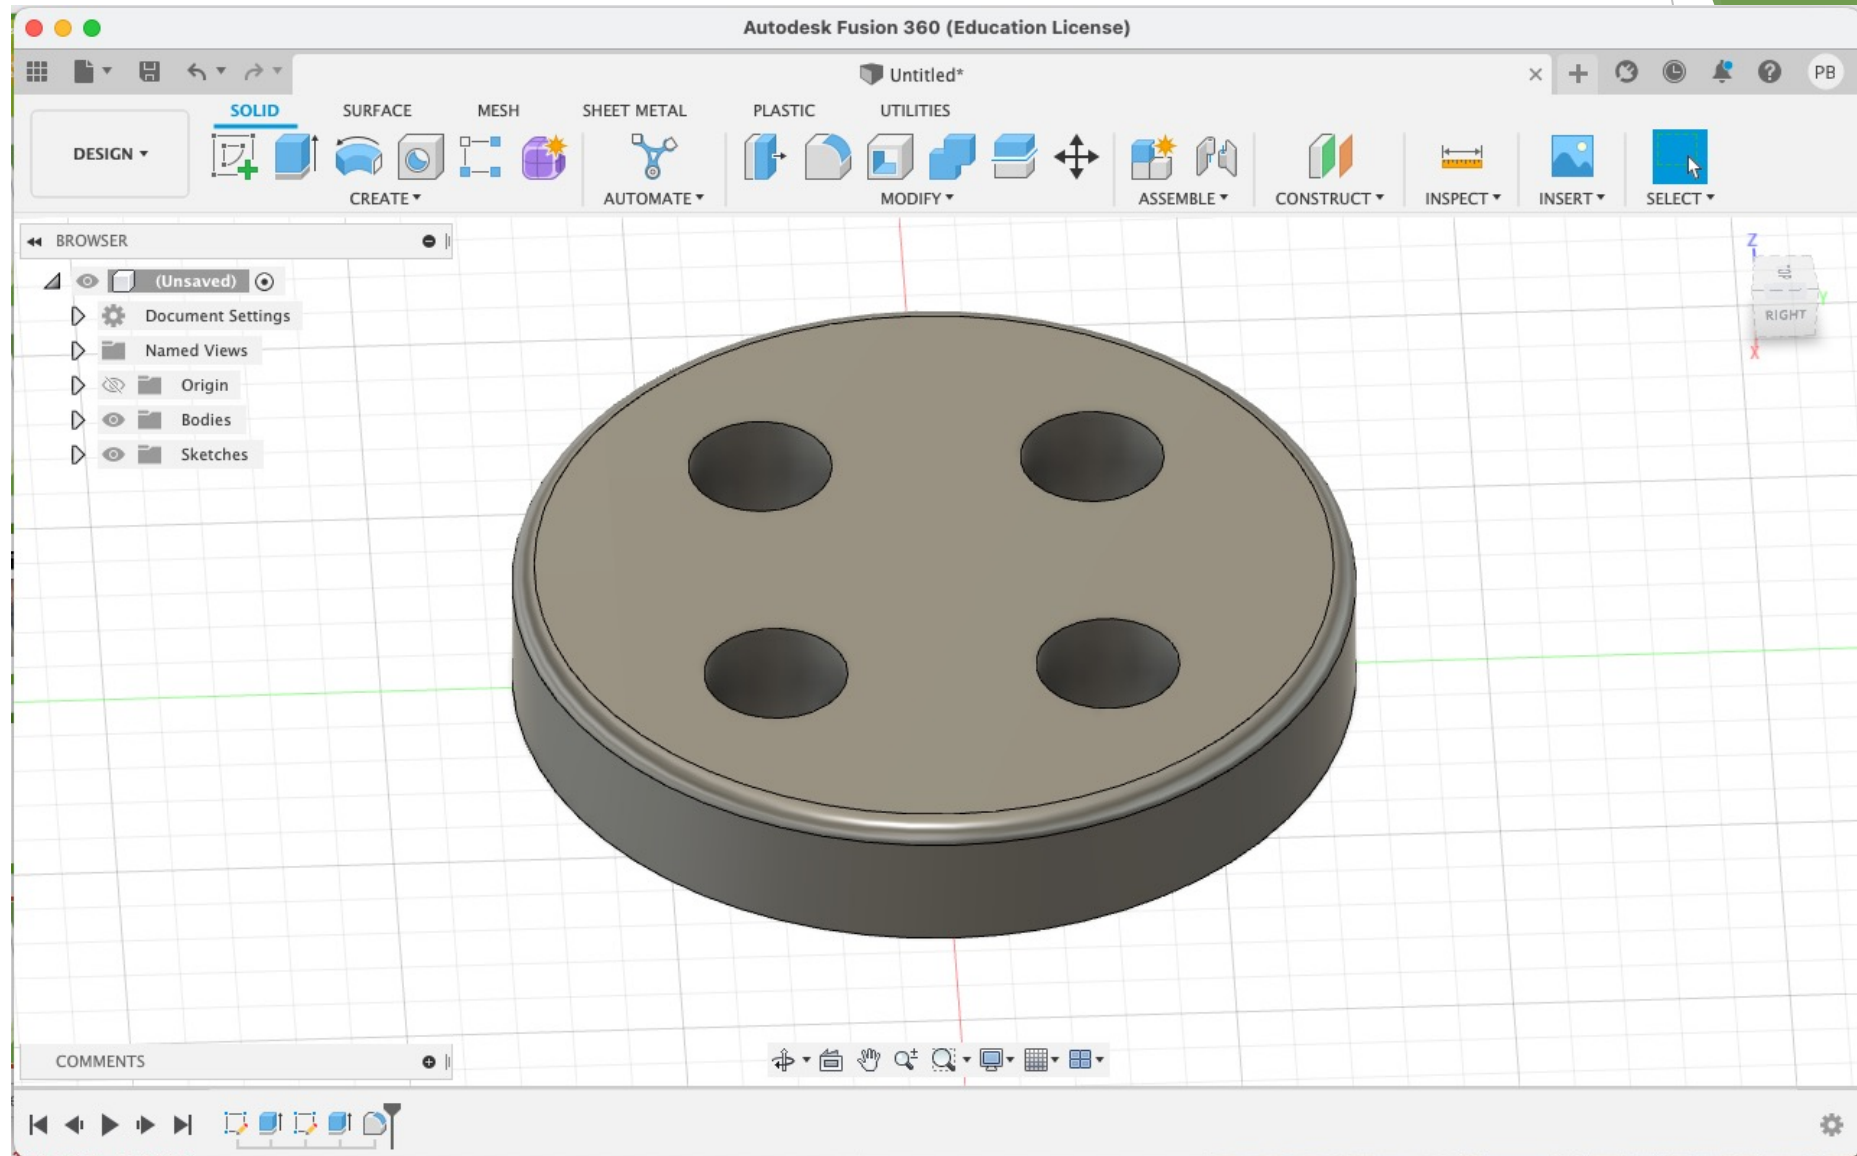 Autodesk Fusion 360 (Education License)
Untitled*
PB
SOLID SURFACE MESH SHEET METAL PLASTIC UTILITIES
DESIGN
CREATE AUTOMATE MODIFY ASSEMBLE CONSTRUCT INSPECT INSERT SELECT
BROWSER
(Unsaved)
Document Settings
Named Views
Origin
Bodies
Sketches
Z
TOP
Y
RIGHT
X
COMMENTS